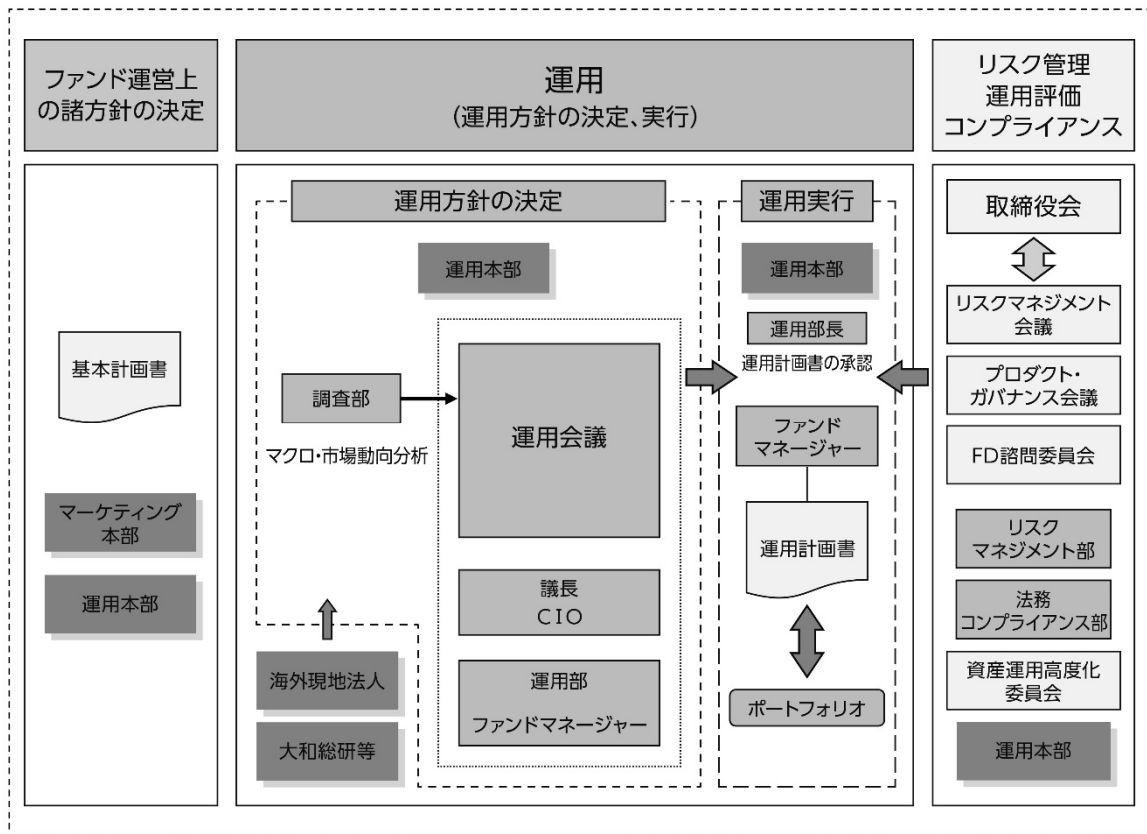 ファンド運営上
の諸方針の決定
運用
（運用方針の決定、実行）
リスク管理
運用評価
コンプライアンス
基本計画書
マーケティング
本部
運用本部
運用方針の決定
運用本部
調査部
マクロ・市場動向分析
運用会議
議長
CIO
運用部
ファンドマネージャー
海外現地法人
大和総研等
運用実行
運用本部
運用部長
運用計画書の承認
ファンド
マネージャー
運用計画書
ポートフォリオ
取締役会
リスクマネジメント
会議
プロダクト・
ガバナンス会議
FD諮問委員会
リスク
マネジメント部
法務
コンプライアンス部
資産運用高度化
委員会
運用本部